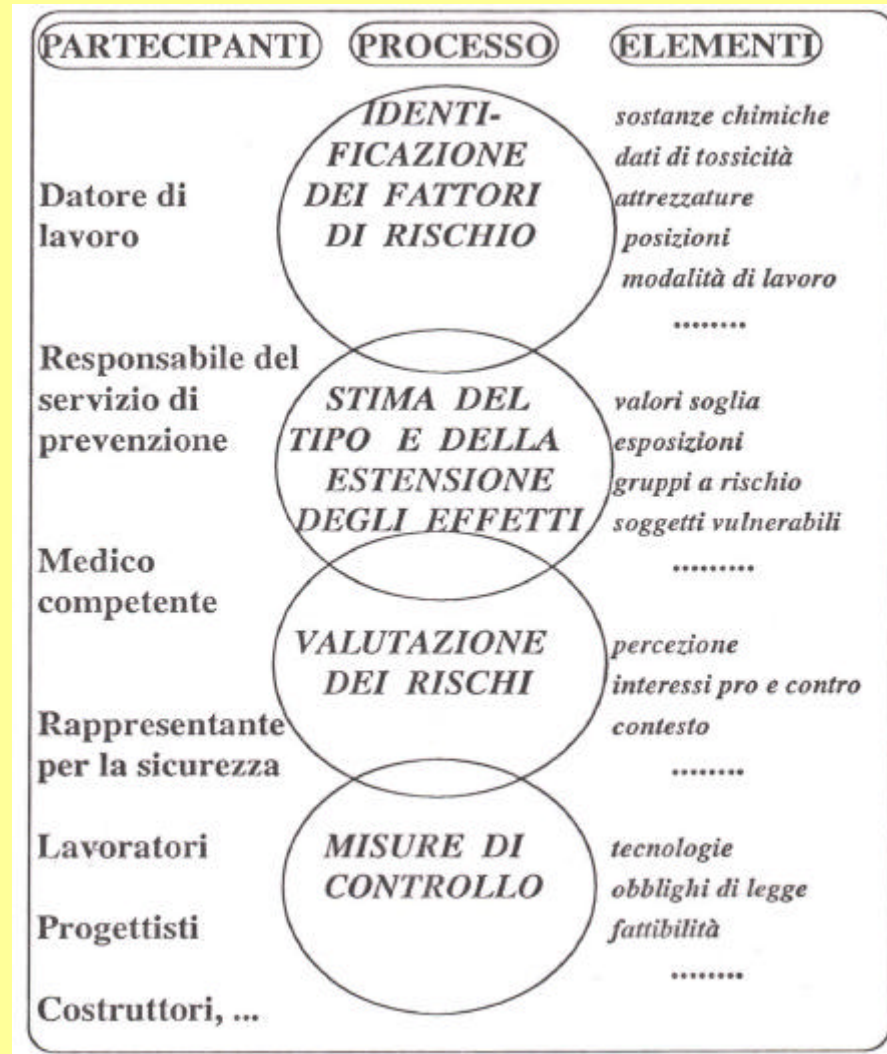 PARTECIPANTI
PROCESSO
ELEMENTI
Datore di
lavoro
Responsabile del
servizio di
prevenzione
Medico
competente
Rappresentante
per la sicurezza
Lavoratori
Progettisti
Costruttori, ...
IDENTI-
FICAZIONE
DEI FATTORI
DI RISCHIO
STIMA DEL
TIPO E DELLA
ESTENSIONE
DEGLI EFFETTI
VALUTAZIONE
DEI RISCHI
MISURE DI
CONTROLLO
sostanze chimiche
dati di tossicità
attrezzature
posizioni
modalità di lavoro
........
valori soglia
esposizioni
gruppi a rischio
soggetti vulnerabili
.........
percezione
interessi pro e contro
contesto
........
tecnologie
obblighi di legge
fattibilità
........